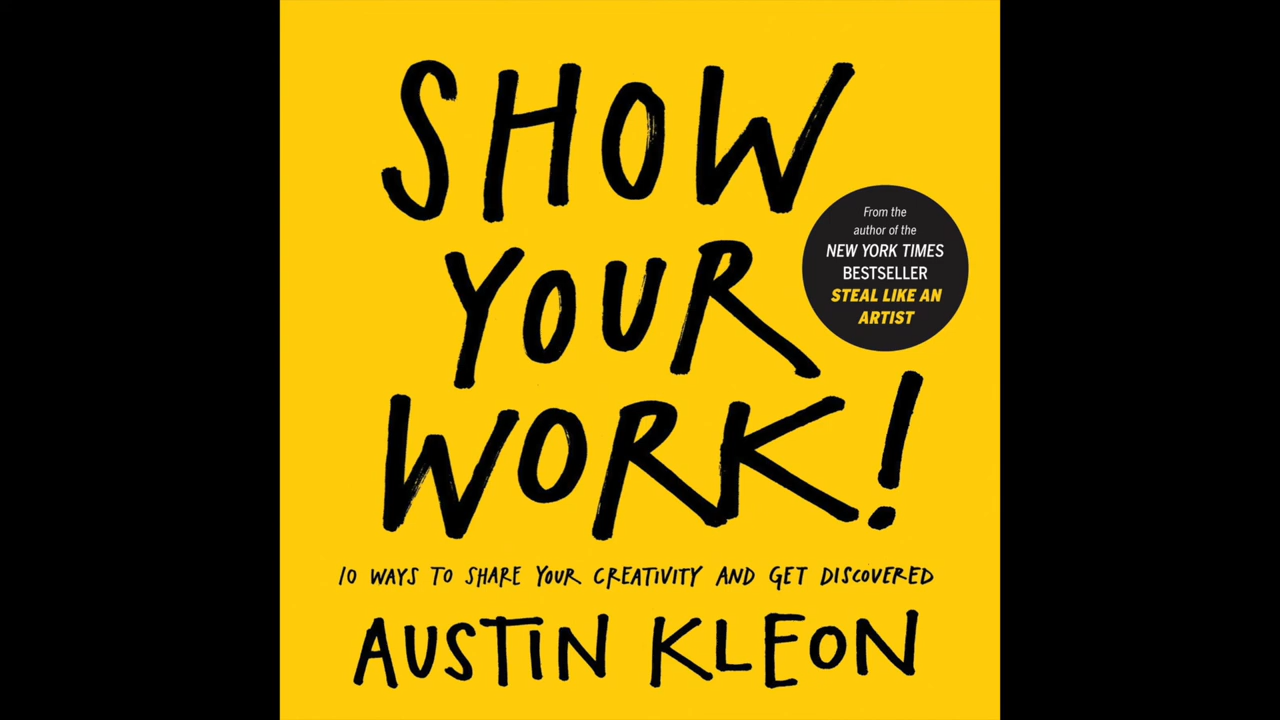 SHOW
YOUR
WORK!
From the
author of the
NEW YORK TIMES
BESTSELLER
STEAL LIKE AN
ARTIST
10 WAYS TO SHARE YOUR CREATIVITY AND GET DISCOVERED
AUSTIN KLEON